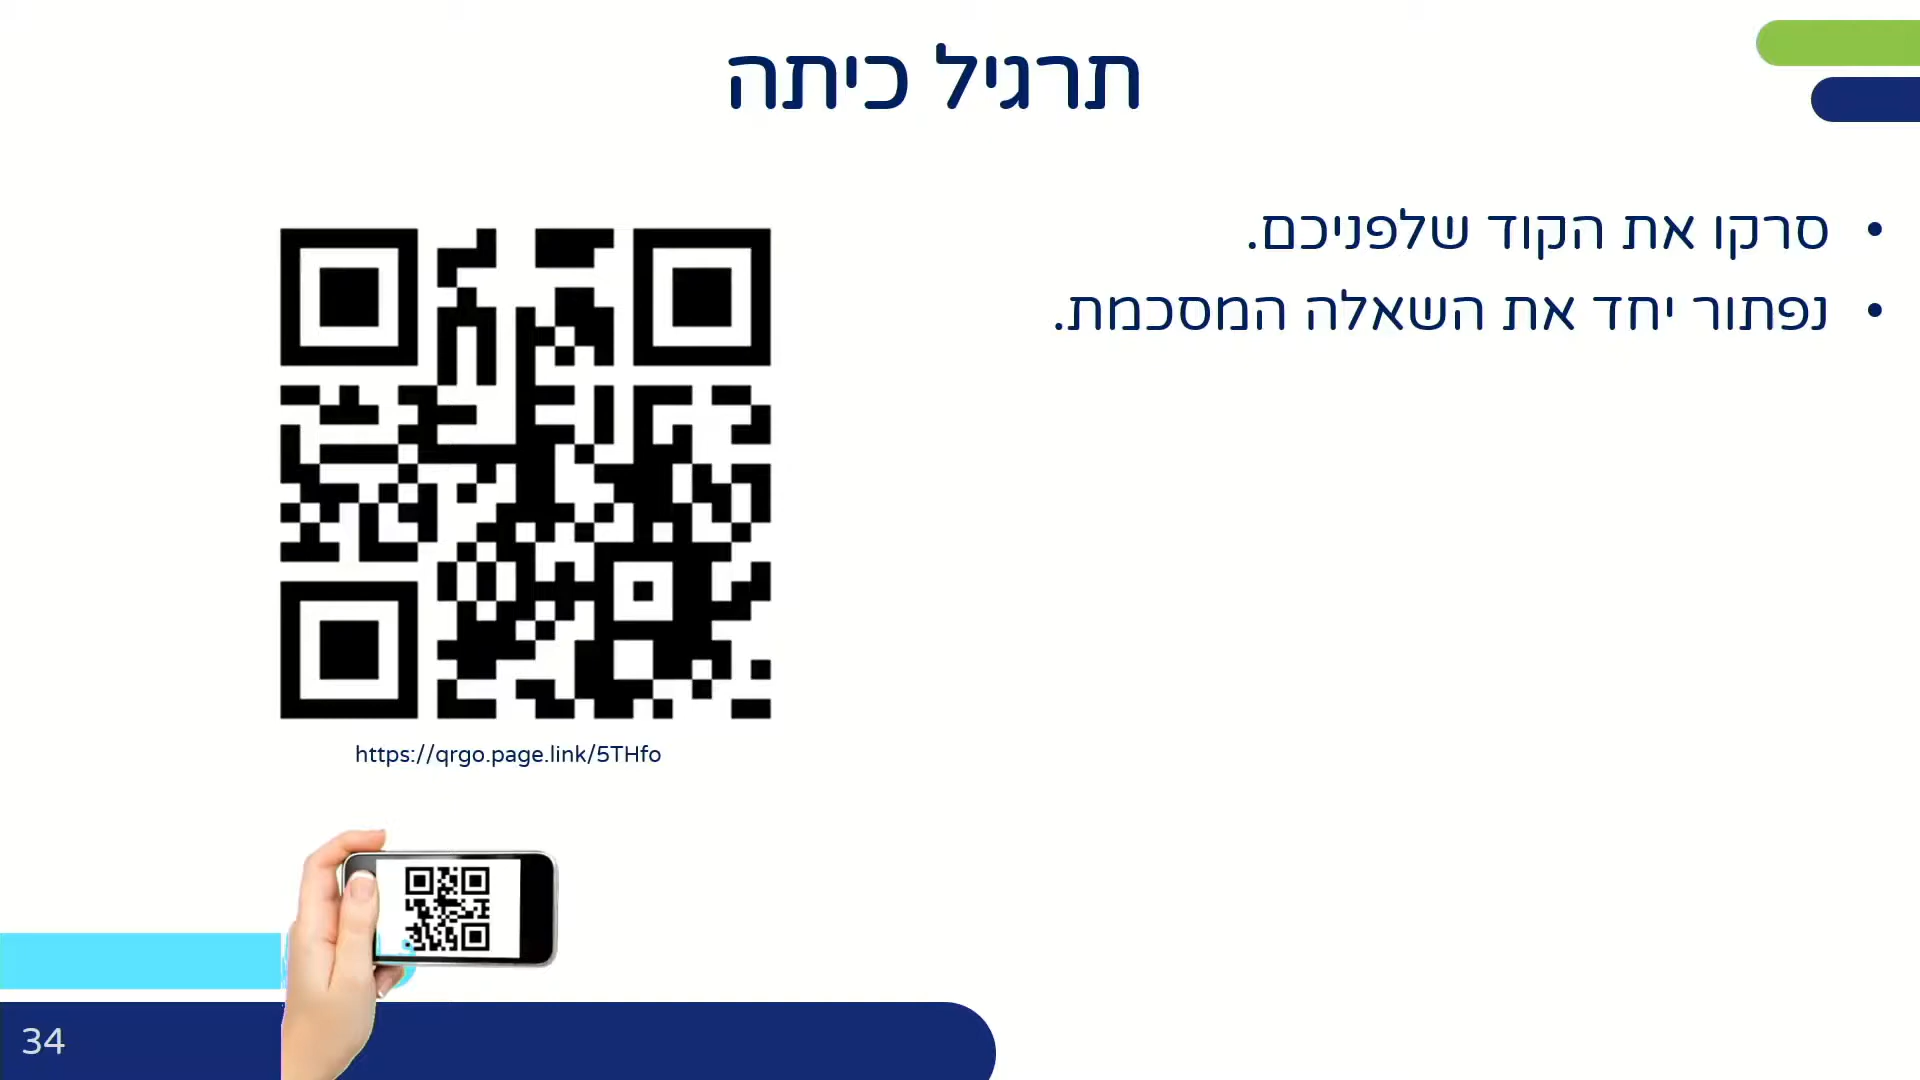 תרגיל כיתה
• סרקו את הקוד שלפניכם.
• נפתור יחד את השאלה המסכמת.
https://qrgo.page.link/5THfo
34